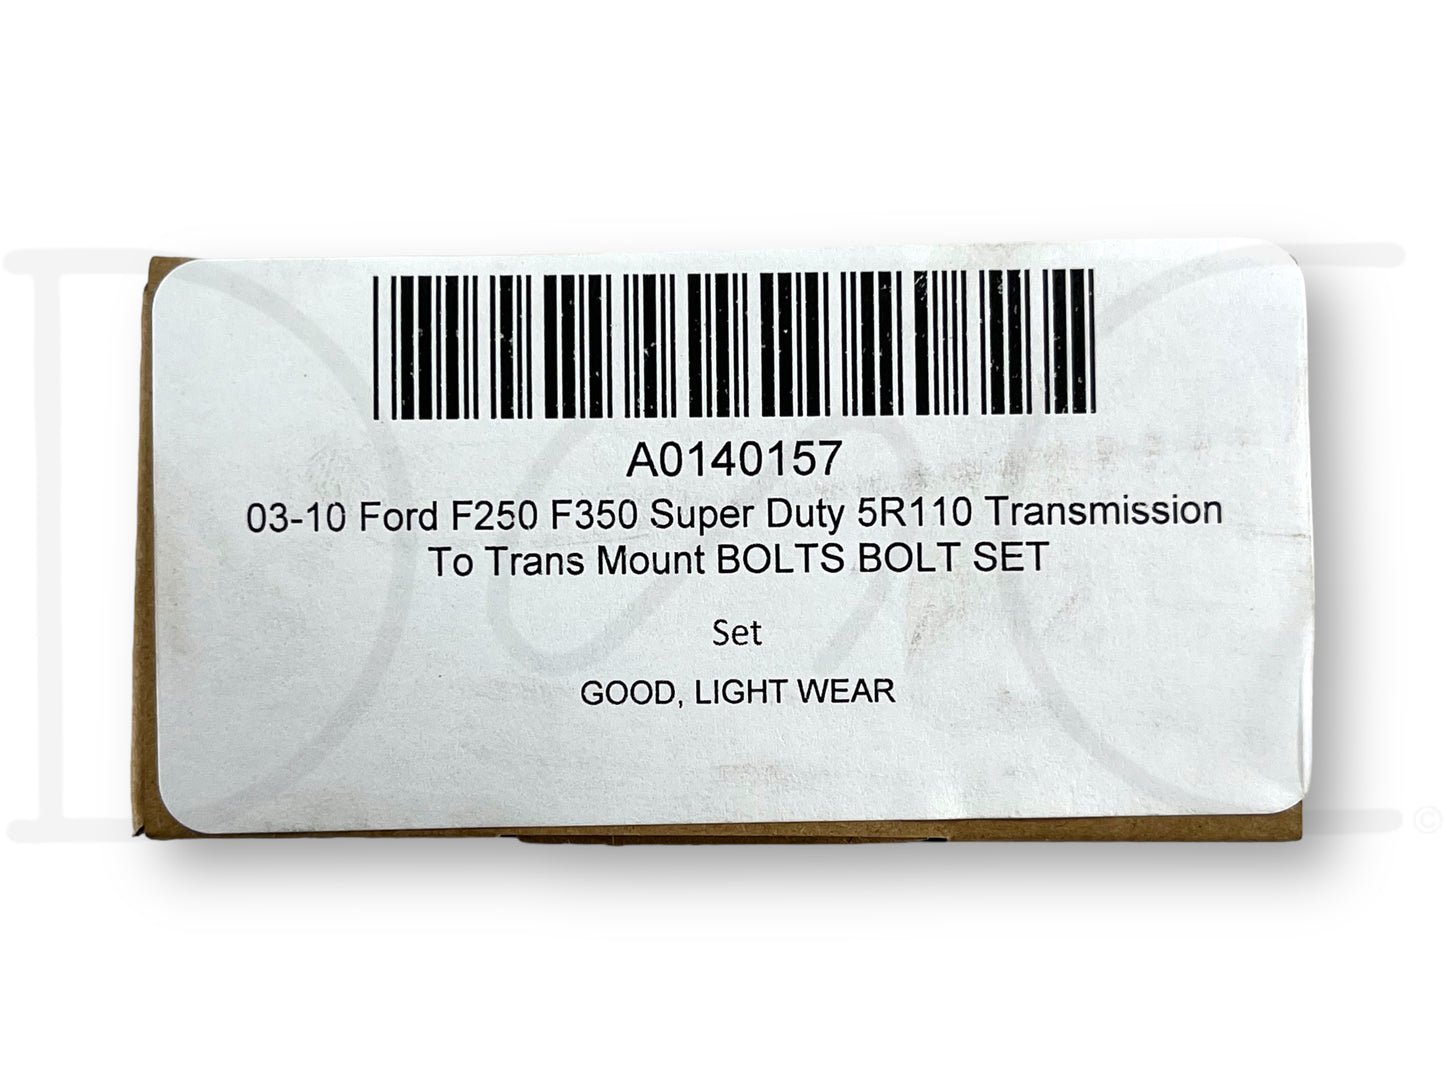 A0140157
03-10 Ford F250 F350 Super Duty 5R110 Transmission
To Trans Mount BOLTS BOLT SET
Set
GOOD, LIGHT WEAR
©